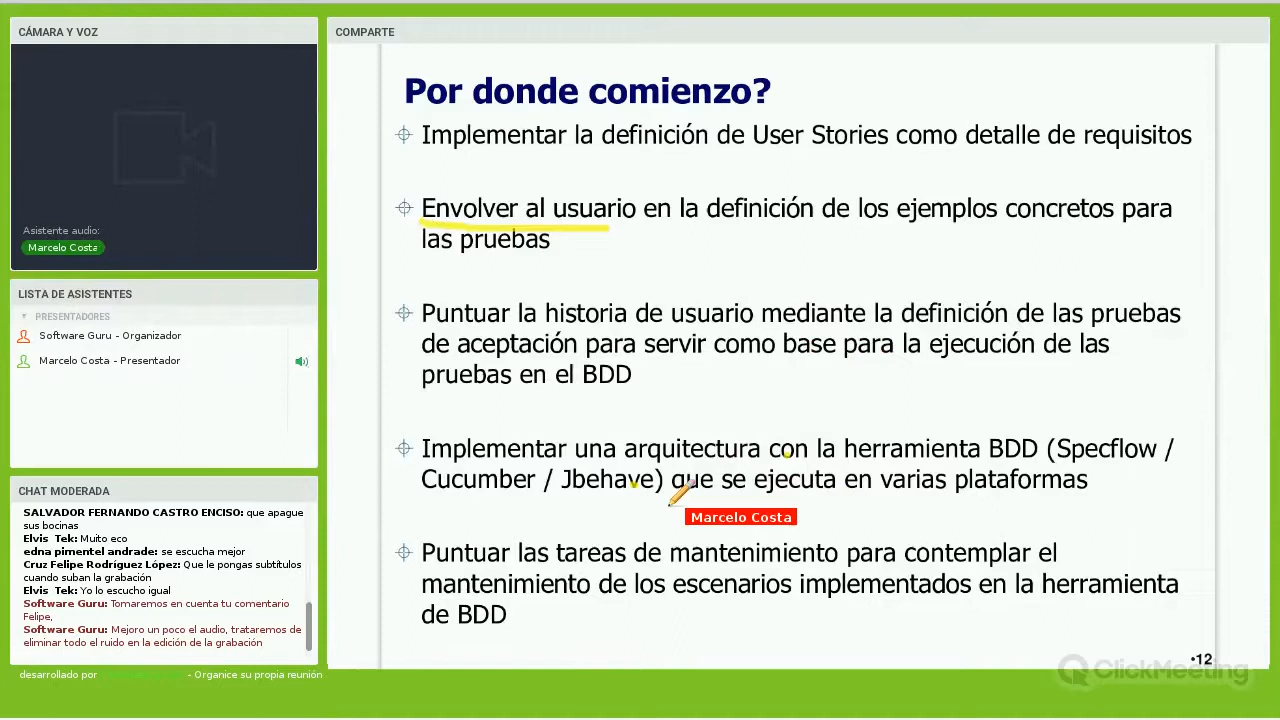 CÁMARA Y VOZ
Asistente audio:
Marcelo Costa
LISTA DE ASISTENTES
PRESENTADORES
Software Guru - Organizador
Marcelo Costa - Presentador
CHAT MODERADA
SALVADOR FERNANDO CASTRO ENCISO: que apague
sus bocinas
Elvis Tek: Muito eco
edna pimentel andrade: se escucha mejor
Cruz Felipe Rodríguez López: Que le pongas subtítulos
cuando suban la grabación
Elvis Tek: Yo lo escucho igual
Software Guru: Tomaremos en cuenta tu comentario
Felipe,
Software Guru: Mejoro un poco el audio, trataremos de
eliminar todo el ruido en la edición de la grabación
desarrollado por - Organice su propia reunión
COMPARTE
Por donde comienzo?
Implementar la definición de User Stories como detalle de requisitos
Envolver al usuario en la definición de los ejemplos concretos para
las pruebas
Puntuar la historia de usuario mediante la definición de las pruebas
de aceptación para servir como base para la ejecución de las
pruebas en el BDD
Implementar una arquitectura con la herramienta BDD (Specflow /
Cucumber / Jbehave) que se ejecuta en varias plataformas
Marcelo Costa
Puntuar las tareas de mantenimiento para contemplar el
mantenimiento de los escenarios implementados en la herramienta
de BDD
•12
ClickMeeting